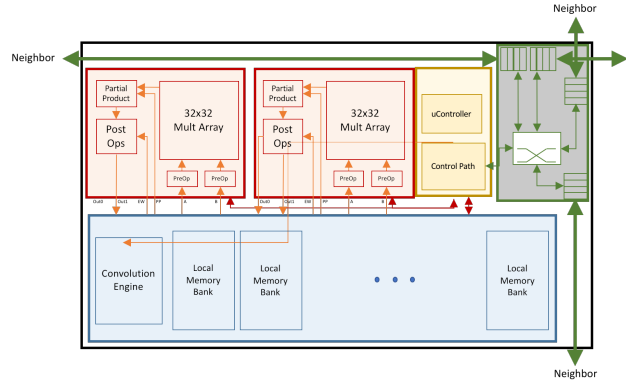 Neighbor
Neighbor
Partial
Product
32x32
Mult Array
Post
Ops
PreOp
PreOp
Partial
Product
32x32
Mult Array
Post
Ops
PreOp
PreOp
uController
Control Path
Out0
Out1
EW
PP
A
B
Out0
Out1
EW
PP
A
B
Convolution
Engine
Local
Memory
Bank
Local
Memory
Bank
Local
Memory
Bank
Neighbor